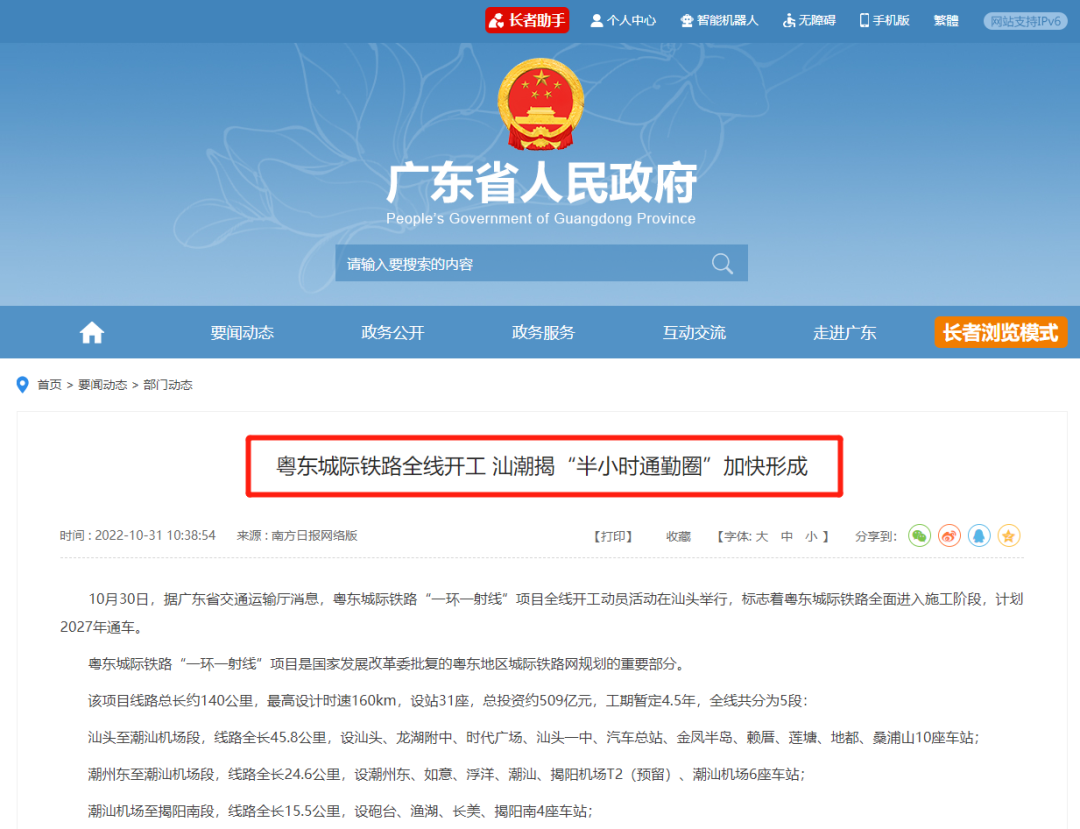 长者助手 个人中心 智能机器人 无障碍 手机版 繁體 网站支持IPv6
广东省人民政府
People's Government of Guangdong Province
请输入要搜索的内容
要闻动态 政务公开 政务服务 互动交流 走进广东 长者浏览模式
首页 > 要闻动态 > 部门动态
粤东城际铁路全线开工 汕潮揭“半小时通勤圈”加快形成
时间 : 2022-10-31 10:38:54 来源 : 南方日报网络版 【打印】 收藏 【字体: 大 中 小 】 分享到:
10月30日，据广东省交通运输厅消息，粤东城际铁路“一环一射线”项目全线开工动员活动在汕头举行，标志着粤东城际铁路全面进入施工阶段，计划
2027年通车。
粤东城际铁路“一环一射线”项目是国家发展改革委批复的粤东地区城际铁路网规划的重要部分。
该项目线路总长约140公里，最高设计时速160km，设站31座，总投资约509亿元，工期暂定4.5年，全线共分为5段：
汕头至潮汕机场段，线路全长45.8公里，设汕头、龙湖附中、时代广场、汕头一中、汽车总站、金凤半岛、赖厝、莲塘、地都、桑浦山10座车站；
潮州东至潮汕机场段，线路全长24.6公里，设潮州东、如意、浮洋、潮汕、揭阳机场T2（预留）、潮汕机场6座车站；
潮汕机场至揭阳南段，线路全长15.5公里，设炮台、渔湖、长美、揭阳南4座车站；